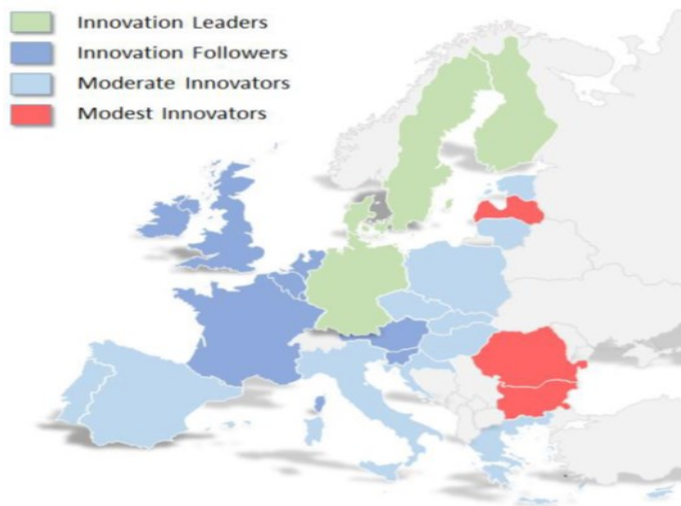 Innovation Leaders
Innovation Followers
Moderate Innovators
Modest Innovators